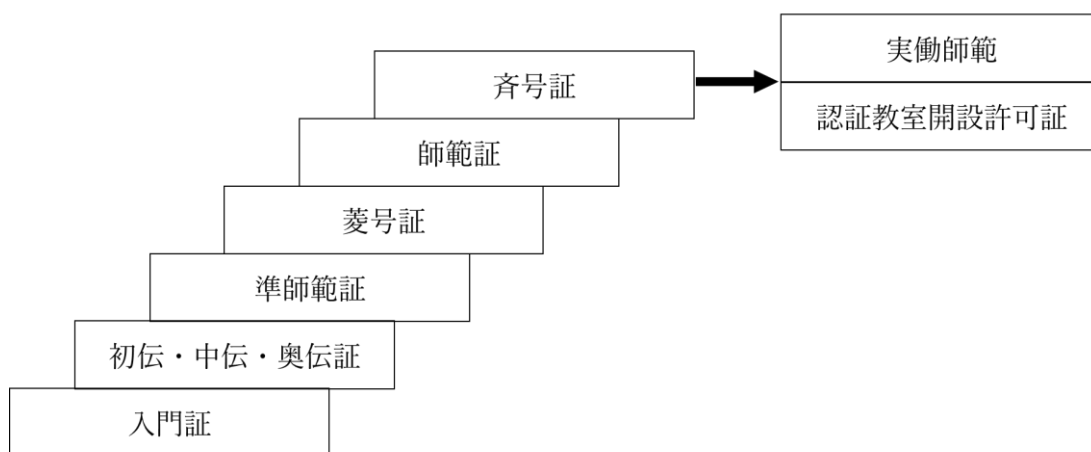 斉号証
実働師範
認証教室開設許可証
師範証
菱号証
準師範証
初伝・中伝・奥伝証
入門証